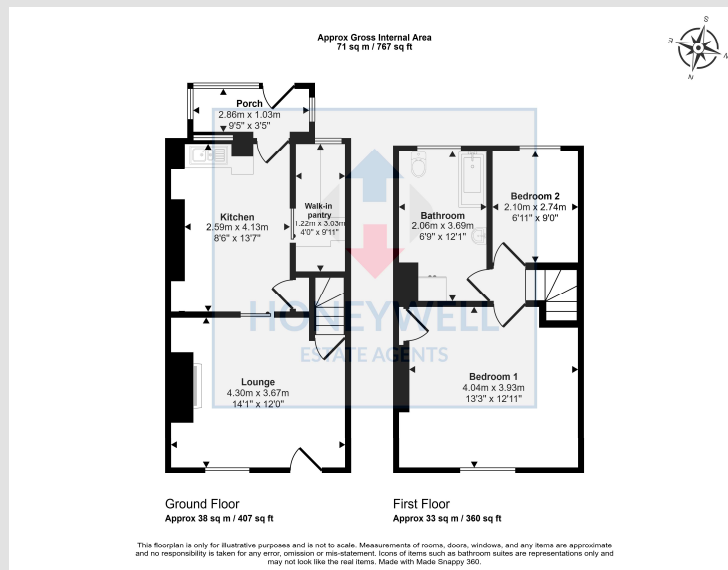 Approx Gross Internal Area
71 sq m / 767 sq ft
S
N
Porch
2.86m x 1.03m
9'5" x 3'5"
Kitchen
2.59m x 4.13m
8'6" x 13'7"
Walk-in
pantry
1.22m x 3.03m
4'0" x 9'11"
Bathroom
2.06m x 3.69m
6'9" x 12'1"
Bedroom 2
2.10m x 2.74m
6'11" x 9'0"
HONEYWELL
ESTATE AGENTS
Lounge
4.30m x 3.67m
14'1" x 12'0"
Bedroom 1
4.04m x 3.93m
13'3" x 12'11"
Ground Floor
Approx 38 sq m / 407 sq ft
First Floor
Approx 33 sq m / 360 sq ft
This floorplan is only for illustrative purposes and is not to scale. Measurements of rooms, doors, windows, and any items are approximate
and no responsibility is taken for any error, omission or mis-statement. Icons of items such as bathroom suites are representations only and
may not look like the real items. Made with Made Snappy 360.